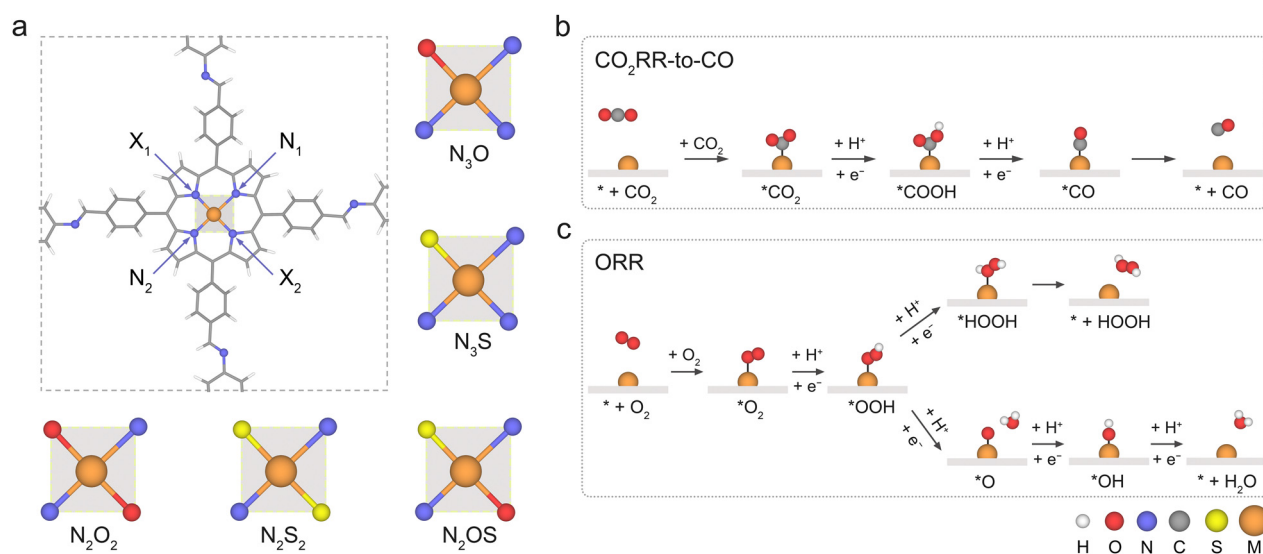 a
X₁
N₁
N₂
X₂
N₃O
N₃S
N₂O₂
N₂S₂
N₂OS
b
CO₂RR-to-CO
+ CO₂
+ H⁺
+ e⁻
+ H⁺
+ e⁻
* + CO₂
*CO₂
*COOH
*CO
* + CO
c
ORR
+ H⁺
+ e⁻
*HOOH
* + HOOH
+ O₂
+ H⁺
+ e⁻
* + O₂
*O₂
*OOH
+ H⁺
+ e⁻
+ H⁺
+ e⁻
+ H⁺
+ e⁻
*O
*OH
* + H₂O
H O N C S M